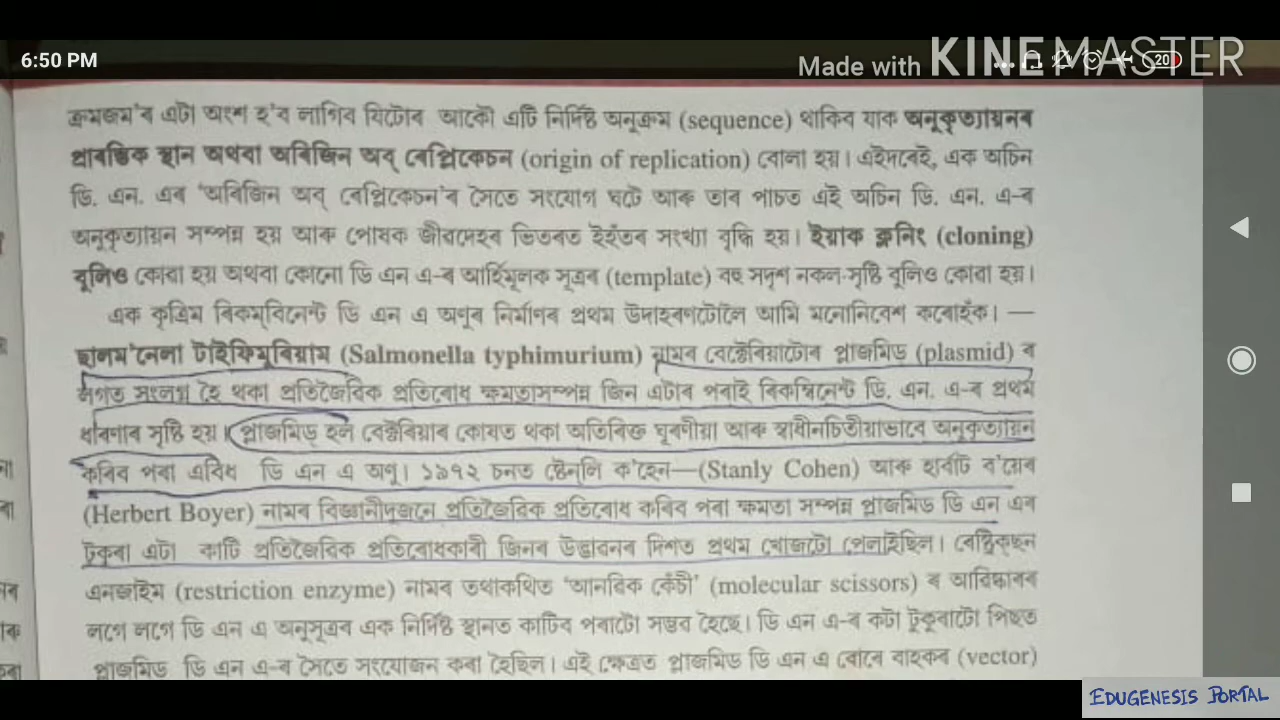 6:50 PM
Made with KINEMASTER
20
ক্ৰমজম'ৰ এটা অংশ হ'ব লাগিব যিটোৰ আকৌ এটি নিৰ্দিষ্ট অনুক্ৰম (sequence) থাকিব যাক অনুকৃত্যায়নৰ
প্ৰাৰম্ভিক স্থান অথবা অৰিজিন অব্ ৰেপ্লিকেচন (origin of replication) বোলা হয়। এইদৰেই, এক অচিন
ডি. এন. এৰ 'অৰিজিন অব্ ৰেপ্লিকেচন'ৰ সৈতে সংযোগ ঘটে আৰু তাৰ পাচত এই অচিন ডি. এন. এ-ৰ
অনুকৃত্যায়ন সম্পন্ন হয় আৰু পোষক জীৱদেহৰ ভিতৰত ইহঁতৰ সংখ্যা বৃদ্ধি হয়। ইয়াক ক্লনিং (cloning)
বুলিও কোৱা হয় অথবা কোনো ডি এন এ-ৰ আৰ্হিমূলক সূত্ৰৰ (template) বহু সদৃশ নকল-সৃষ্টি বুলিও কোৱা হয়।
এক কৃত্ৰিম ৰিকম্বিনেন্ট ডি এন এ অণুৰ নিৰ্মাণৰ প্ৰথম উদাহৰণটোলৈ আমি মনোনিবেশ কৰোহঁক। —
ছালম'নেলা টাইফিমূৰিয়াম (Salmonella typhimurium) নামৰ বেক্টেৰিয়াটোৰ প্লাজমিড (plasmid) ৰ
লগত সংলগ্ন হৈ থকা প্ৰতিজৈৱিক প্ৰতিৰোধ ক্ষমতাসম্পন্ন জিন এটাৰ পৰাই ৰিকম্বিনেন্ট ডি. এন. এ-ৰ প্ৰথম
ধাৰণাৰ সৃষ্টি হয়। প্লাজমিড্ হ'ল বেক্টেৰিয়াৰ কোষত থকা অতিৰিক্ত ঘূৰণীয়া আৰু স্বাধীনচিতীয়াভাৱে অনুকৃত্যায়ন
কৰিব পৰা এবিধ ডি এন এ অণু। ১৯৭২ চনত ষ্টেনলি ক'হেন—(Stanly Cohen) আৰু হাৰ্বাট ব'য়েৰ
(Herbert Boyer) নামৰ বিজ্ঞানীদুজনে প্ৰতিজৈৱিক প্ৰতিৰোধ কৰিব পৰা ক্ষমতা সম্পন্ন প্লাজমিড ডি এন এৰ
টুকুৰা এটা কাটি প্ৰতিজৈৱিক প্ৰতিৰোধকাৰী জিনৰ উদ্ভাৱনৰ দিশত প্ৰথম খোজটো পেলাইছিল। ৰেষ্ট্ৰিকছন
এনজাইম (restriction enzyme) নামৰ তথাকথিত 'আনৱিক কেঁচী' (molecular scissors) ৰ আৱিষ্কাৰৰ
লগে লগে ডি এন এ অনুসূত্ৰৰ এক নিৰ্দিষ্ট স্থানত কাটিব পৰাটো সম্ভৱ হৈছে। ডি এন এ-ৰ কটা টুকুৰাটো পিছত
প্লাজমিড ডি এন এ-ৰ সৈতে সংযোজন কৰা হৈছিল। এই ক্ষেত্ৰত প্লাজমিড ডি এন এ বোৰে বাহকৰ (vector)
EDUGENESIS PORTAL